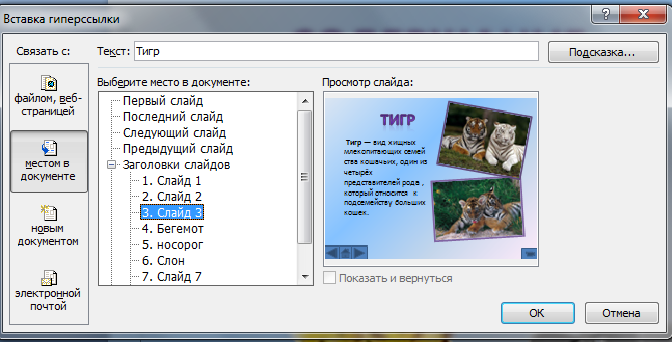 Вставка гиперссылки
Связать с:
Текст: Тигр
Подсказка...
файлом, веб-
страницей
местом в
документе
новым
документом
электронной
почтой
Выберите место в документе:
Первый слайд
Последний слайд
Следующий слайд
Предыдущий слайд
Заголовки слайдов
1. Слайд 1
2. Слайд 2
3. Слайд 3
4. Бегемот
5. носорог
6. Слон
7. Слайд 7
Просмотр слайда:
ТИГР
Тигр — вид хищных
млекопитающих семей
ства кошачьих, один из
четырёх
представителей рода ,
который относится к
подсемейству больших
кошек.
Показать и вернуться
ОК
Отмена